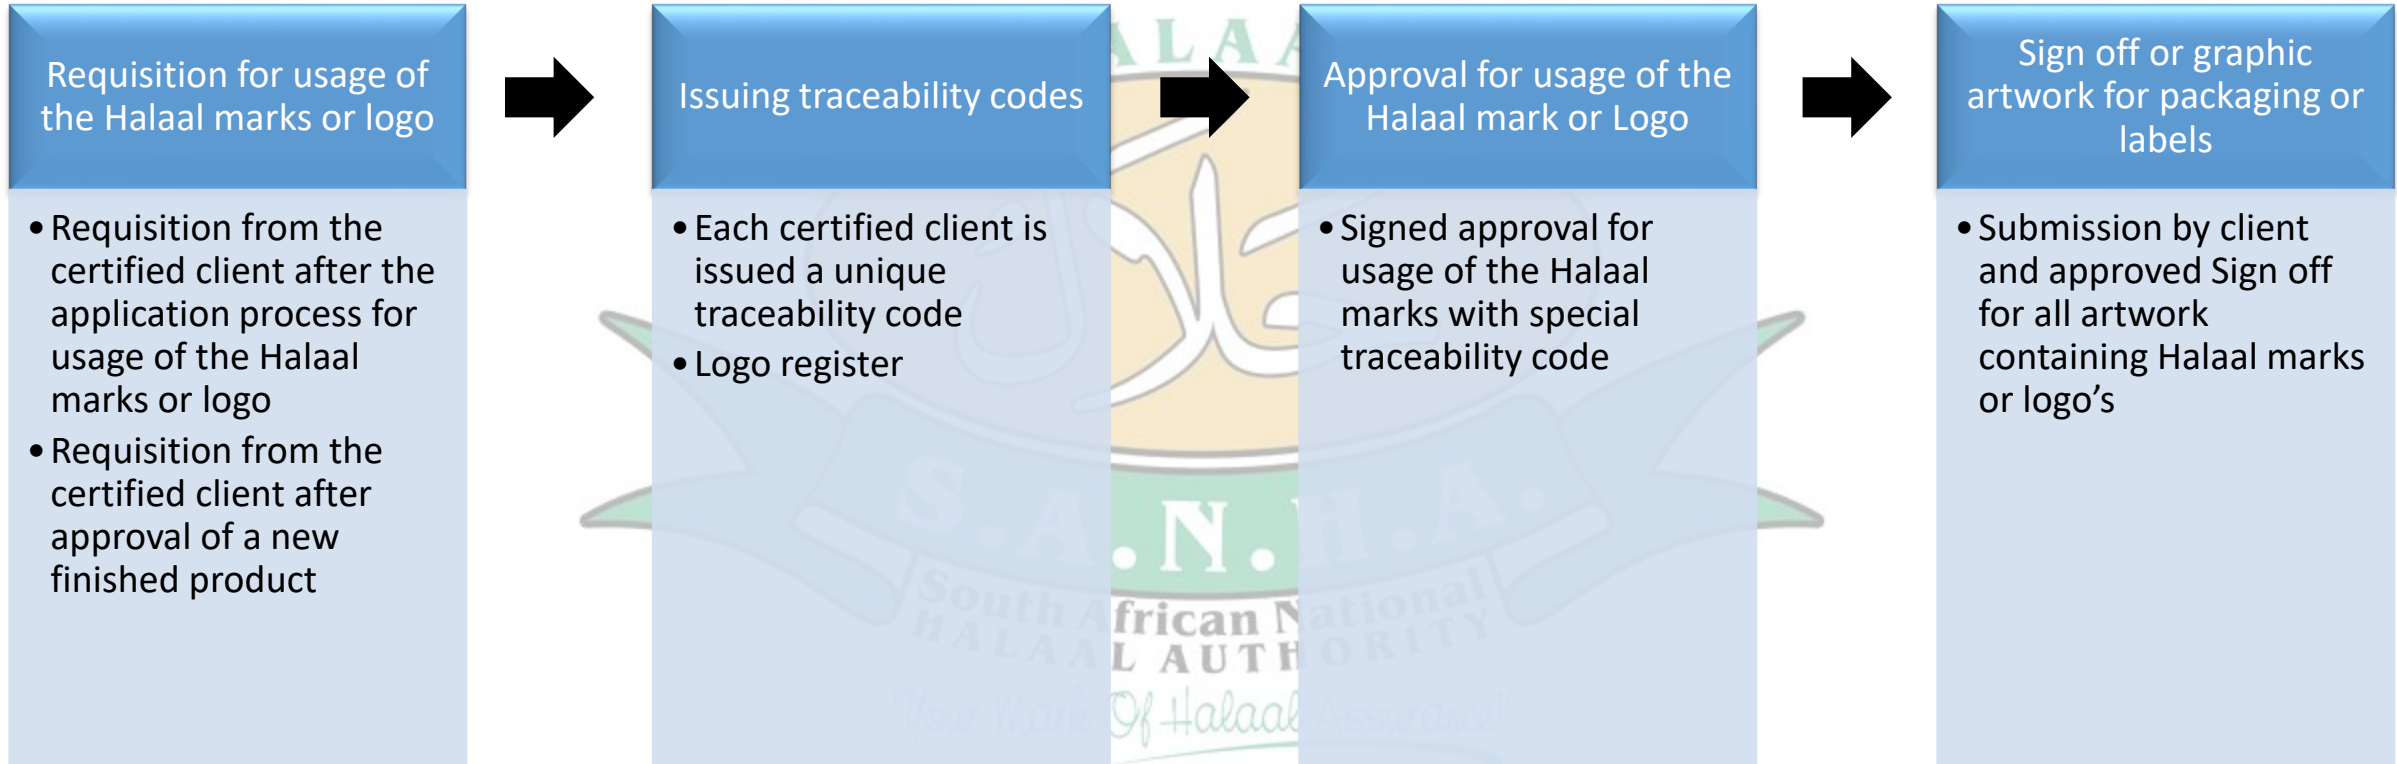 Requisition for usage of
the Halaal marks or logo
• Requisition from the
certified client after the
application process for
usage of the Halaal
marks or logo
• Requisition from the
certified client after
approval of a new
finished product
Issuing traceability codes
• Each certified client is
issued a unique
traceability code
• Logo register
Approval for usage of the
Halaal mark or Logo
• Signed approval for
usage of the Halaal
marks with special
traceability code
Sign off or graphic
artwork for packaging or
labels
• Submission by client
and approved Sign off
for all artwork
containing Halaal marks
or logo’s
حلال
S.A.N.H.A.
South African National
HALAAL AUTHORITY
"Your Mark Of Halaal Assurance!"